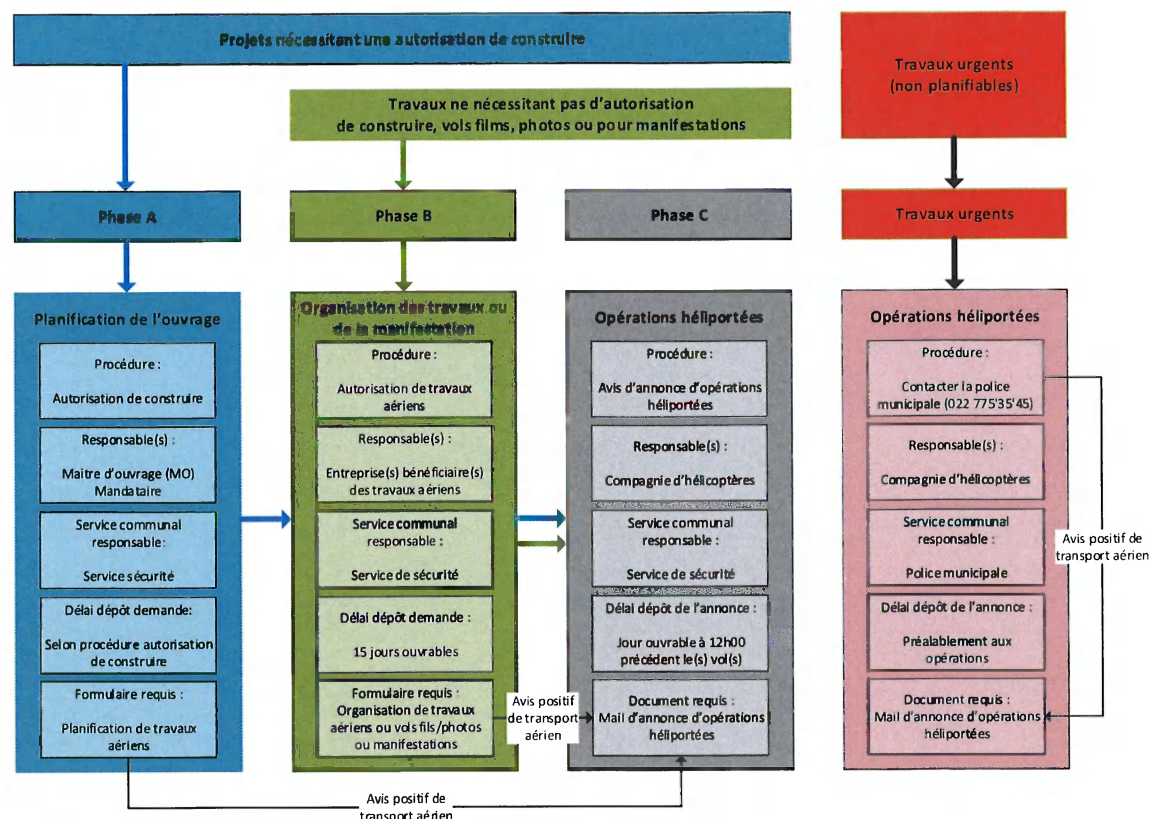 Projets nécessitant une autorisation de construire
Travaux ne nécessitant pas d'autorisation
de construire, vols films, photos ou pour manifestations
Travaux urgents
(non planifiables)
Phase A
Phase B
Phase C
Travaux urgents
Planification de l'ouvrage
Procédure :
Autorisation de construire
Responsable(s) :
Maitre d'ouvrage (MO)
Mandataire
Service communal
responsable:
Service sécurité
Délai dépôt demande:
Selon procédure autorisation
de construire
Formulaire requis :
Planification de travaux
aériens
Organisation des travaux ou
de la manifestation
Procédure :
Autorisation de travaux
aériens
Responsable(s) :
Entreprise(s) bénéficiaire(s)
des travaux aériens
Service communal
responsable :
Service de sécurité
Délai dépôt demande :
15 jours ouvrables
Formulaire requis :
Organisation de travaux
aériens ou vols fils/photos
ou manifestations
Avis positif
de transport
aérien
Opérations héliportées
Procédure :
Avis d'annonce d'opérations
héliportées
Responsable(s) :
Compagnie d'hélicoptères
Service communal
responsable :
Service de sécurité
Délai dépôt de l'annonce :
Jour ouvrable à 12h00
précédent le(s) vol(s)
Document requis :
Mail d'annonce d'opérations
héliportées
Opérations héliportées
Procédure :
Contacter la police
municipale (022 775'35'45)
Responsable(s) :
Compagnie d'hélicoptères
Service communal
responsable :
Police municipale
Délai dépôt de l'annonce :
Préalablement aux
opérations
Document requis :
Mail d'annonce d'opérations
héliportées
Avis positif de
transport aérien
Avis positif de
transport aérien